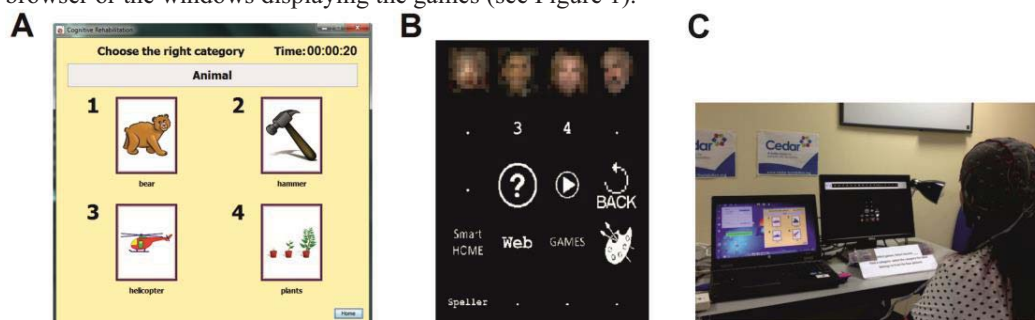 browser or the windows displaying the games (see Figure 1).
A
B
C
Cognitive Rehabilitation
Choose the right category Time:00:00:20
Animal
1
2
bear
hammer
3
4
helicopter
plants
Home
. 3 4 .
. ? BACK
Smart HOME Web GAMES
Speller . . .
Cedar
Cedar